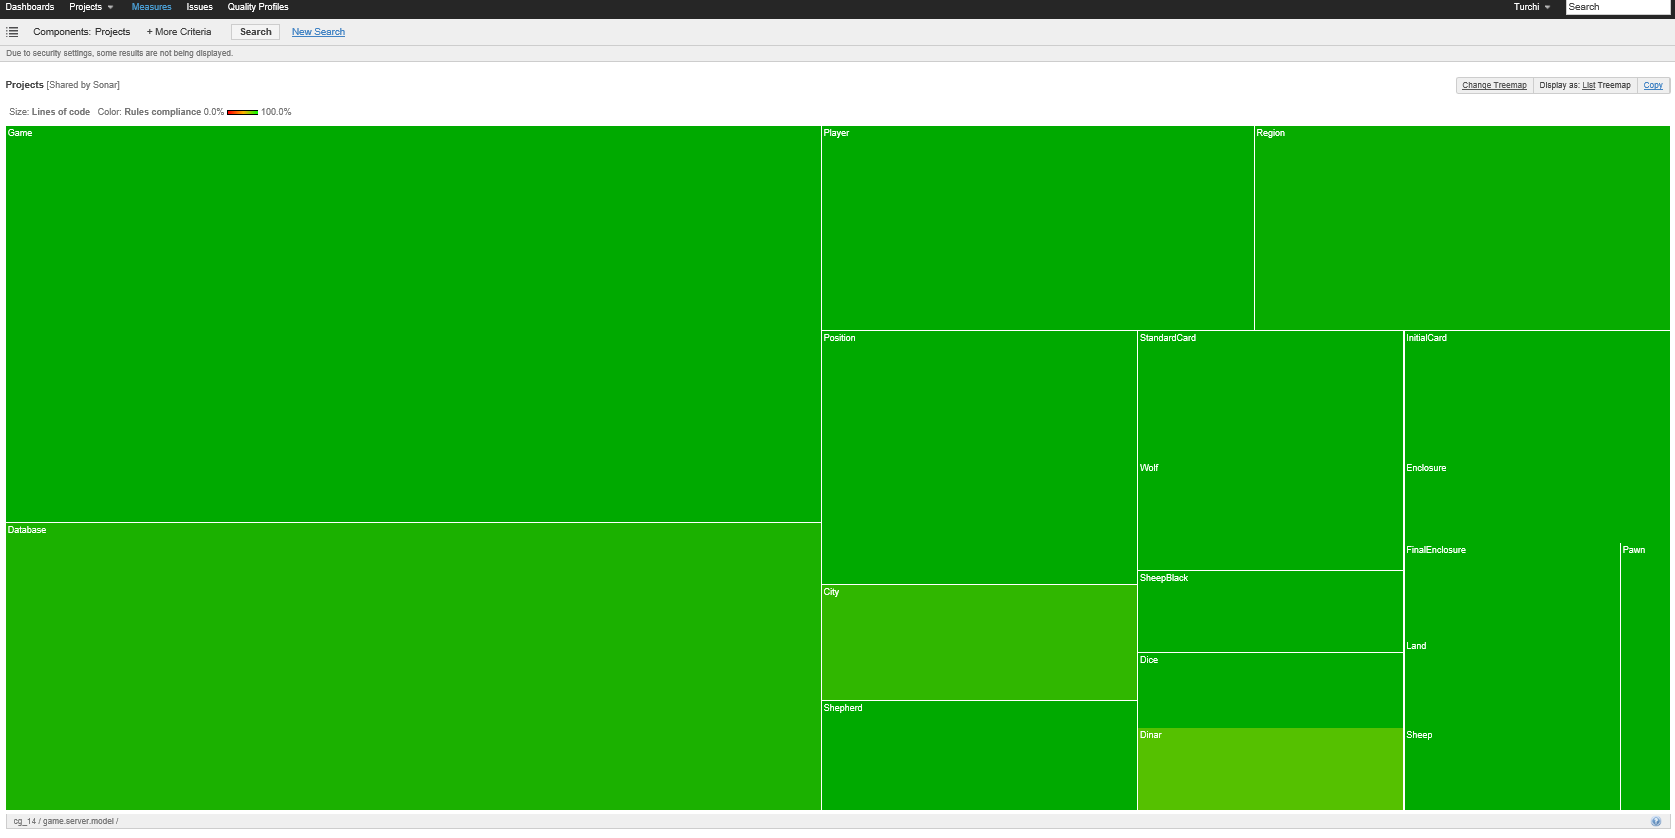 Dashboards Projects Measures Issues Quality Profiles Turchi Search
Components: Projects + More Criteria Search New Search
Due to security settings, some results are not being displayed.
Projects [Shared by Sonar] Change Treemap Display as: List Treemap Copy
Size: Lines of code Color: Rules compliance 0.0% 100.0%
Game Player Region
Position StandardCard InitialCard
Wolf Enclosure
Database
FinalEnclosure Pawn
SheepBlack
City
Land
Dice
Shepherd
Dinar Sheep
cg_14 / game.server.model /